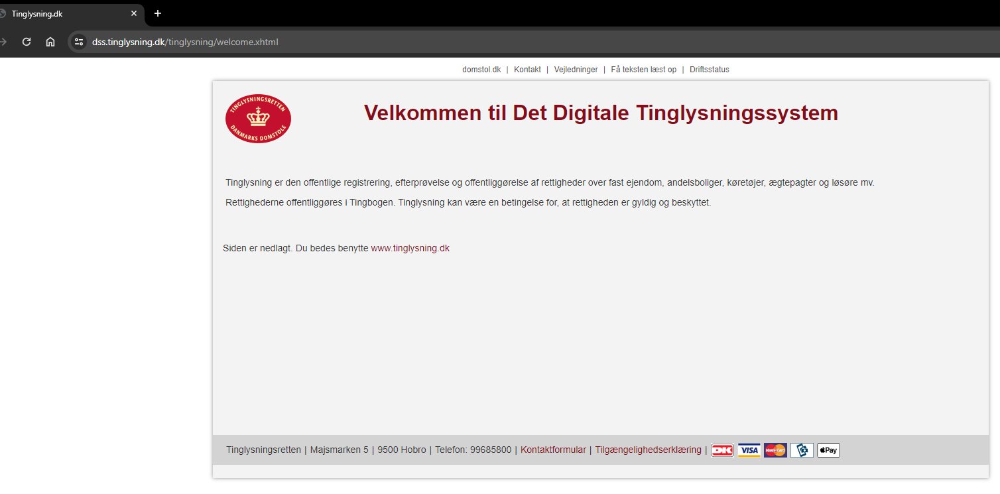 Tinglysning.dk
dss.tinglysning.dk/tinglysning/welcome.xhtml
domstol.dk | Kontakt | Vejledninger | Få teksten læst op | Driftsstatus
TINGLYSNINGSRETTEN
DANMARKS DOMSTOLE
Velkommen til Det Digitale Tinglysningssystem
Tinglysning er den offentlige registrering, efterprøvelse og offentliggørelse af rettigheder over fast ejendom, andelsboliger, køretøjer, ægtepagter og løsøre mv.
Rettighederne offentliggøres i Tingbogen. Tinglysning kan være en betingelse for, at rettigheden er gyldig og beskyttet.
Siden er nedlagt. Du bedes benytte www.tinglysning.dk
Tinglysningsretten | Majsmarken 5 | 9500 Hobro | Telefon: 99685800 | Kontaktformular | Tilgængelighedserklæring | DK VISA MasterCard Pay